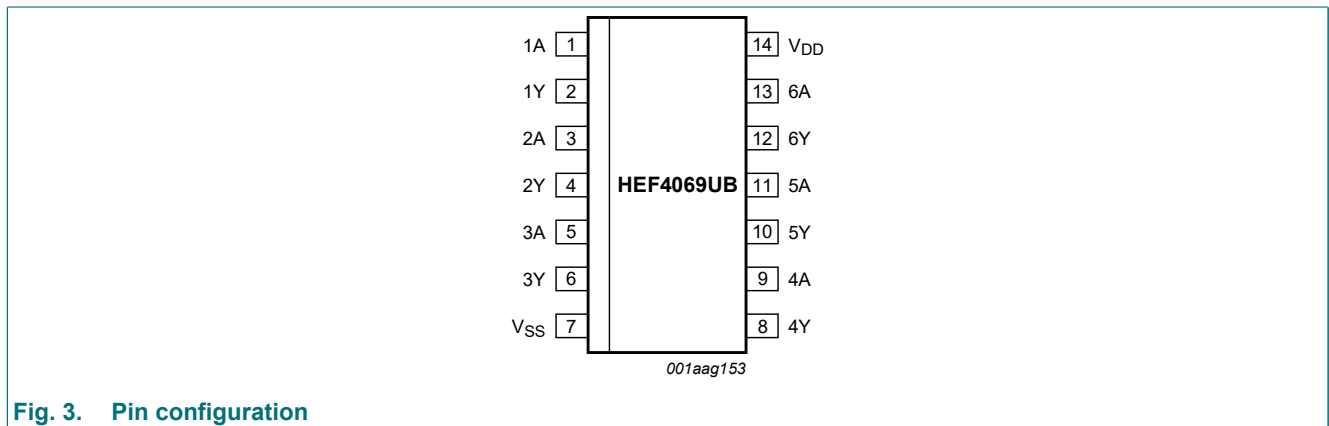 1A 1 14 VDD
1Y 2 13 6A
2A 3 12 6Y
2Y 4 HEF4069UB 11 5A
3A 5 10 5Y
3Y 6 9 4A
VSS 7 8 4Y
001aag153
Fig. 3. Pin configuration